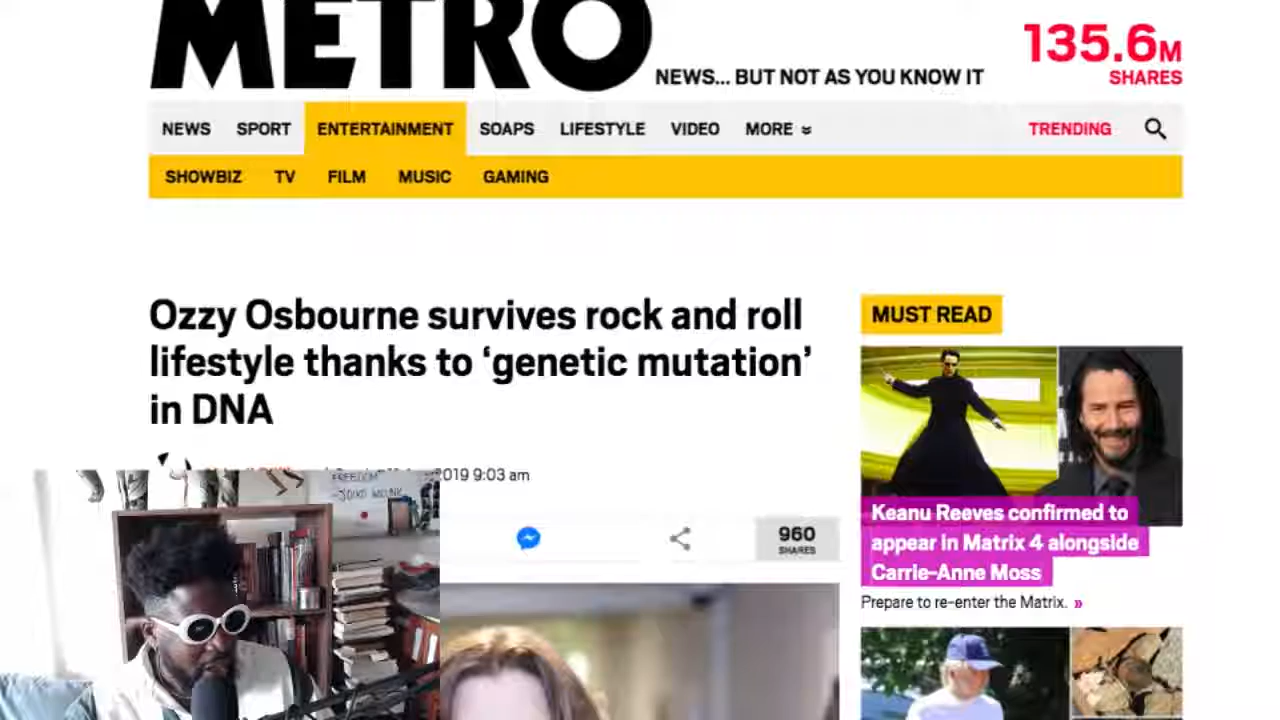 METRO
NEWS... BUT NOT AS YOU KNOW IT
135.6M
SHARES
NEWS SPORT ENTERTAINMENT SOAPS LIFESTYLE VIDEO MORE
TRENDING
SHOWBIZ TV FILM MUSIC GAMING
Ozzy Osbourne survives rock and roll
lifestyle thanks to ‘genetic mutation’
in DNA
2019 9:03 am
960
SHARES
MUST READ
Keanu Reeves confirmed to
appear in Matrix 4 alongside
Carrie-Anne Moss
Prepare to re-enter the Matrix. »
FREEDOM